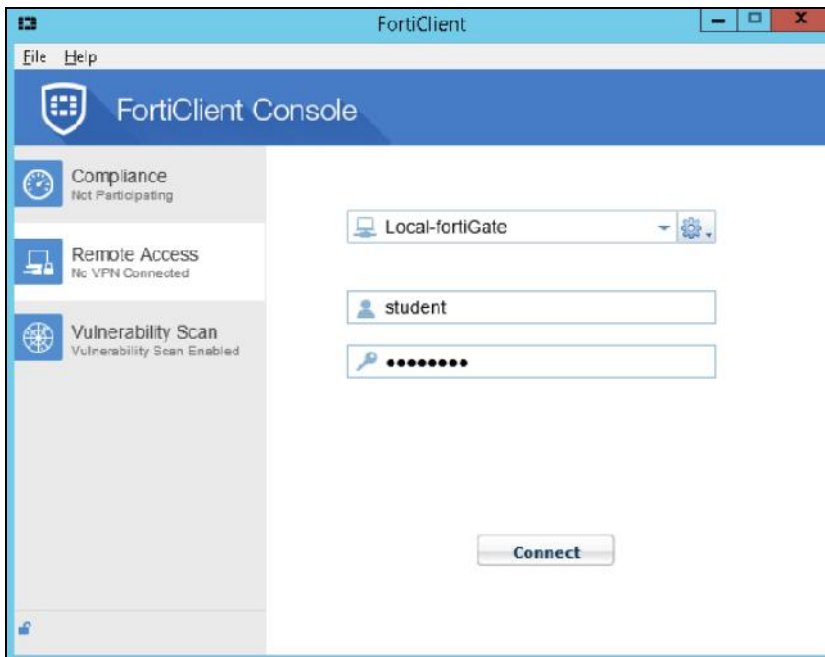 FortiClient
File Help
FortiClient Console
Compliance
Not Participating
Remote Access
No VPN Connected
Vulnerability Scan
Vulnerability Scan Enabled
Local-fortiGate
student
••••••••
Connect